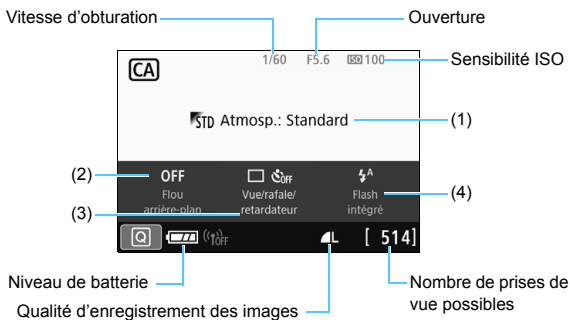 Vitesse d'obturation
Ouverture
Sensibilité ISO
CA
1/60 F5.6 ISO 100
STD Atmosp.: Standard
(1)
(2)
OFF
OFF
A
Flou
arrière-plan
Vue/rafale/
retardateur
Flash
intégré
(3)
(4)
Q
OFF
L
[ 514]
Niveau de batterie
Nombre de prises de
vue possibles
Qualité d'enregistrement des images